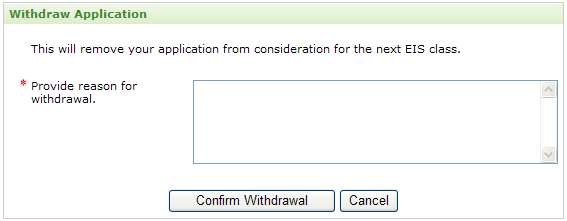 Withdraw Application
This will remove your application from consideration for the next EIS class.
* Provide reason for
withdrawal.
Confirm Withdrawal Cancel